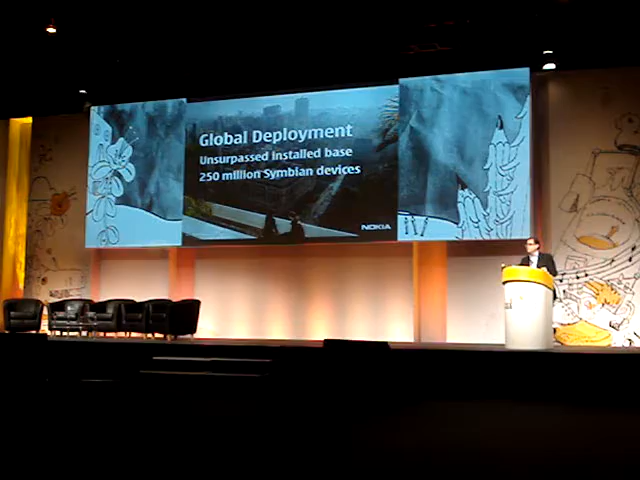 Global Deployment
Unsurpassed installed base
250 million Symbian devices
NOKIA